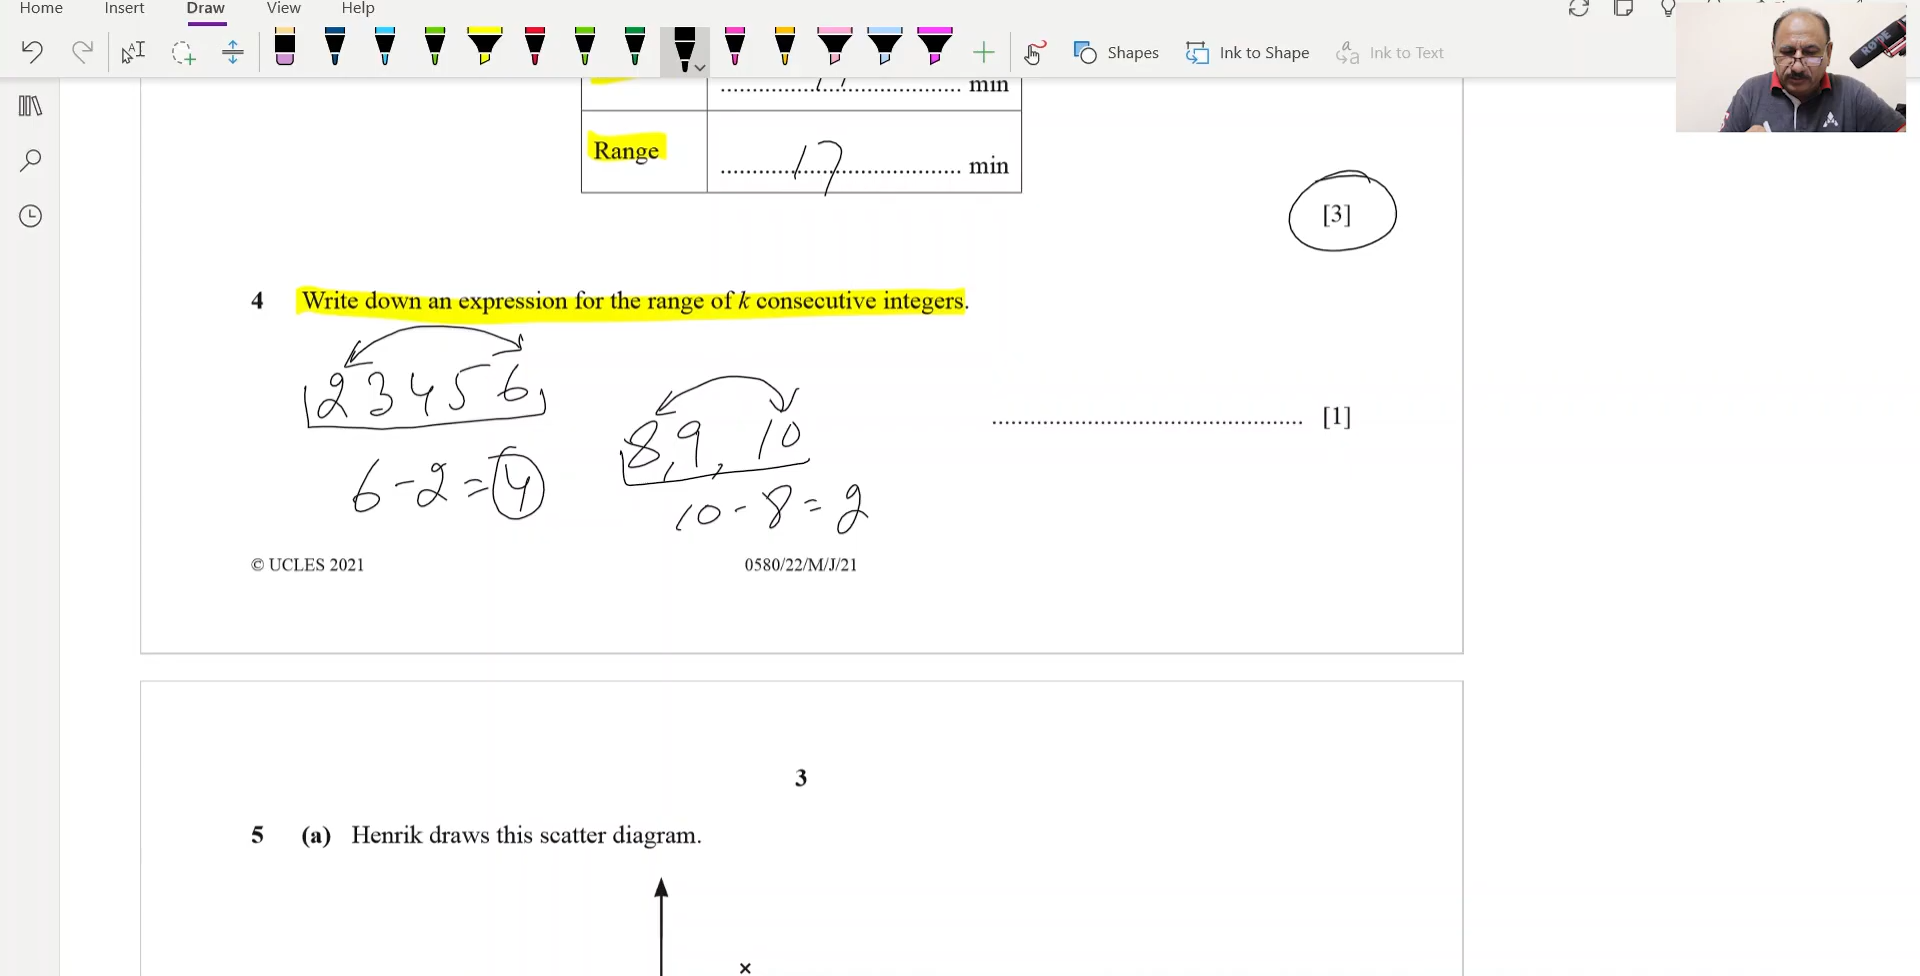 Home Insert Draw View Help
Shapes Ink to Shape Ink to Text
RØDE
........................................ min
Range 17 min
[3]
4 Write down an expression for the range of k consecutive integers.
2 3 4 5 6
8, 9, 10
................................................ [1]
6 - 2 = 4
10 - 8 = 2
© UCLES 2021 0580/22/M/J/21
3
5 (a) Henrik draws this scatter diagram.